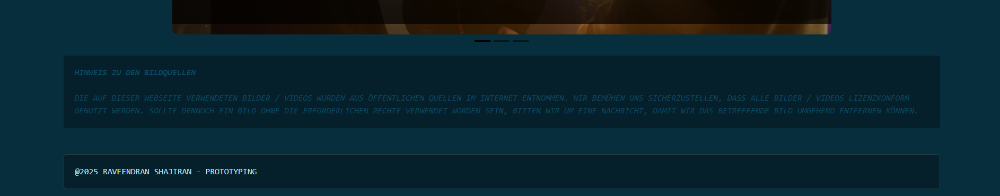 HINWEIS ZU DEN BILDQUELLEN
DIE AUF DIESER WEBSEITE VERWENDETEN BILDER / VIDEOS WURDEN AUS ÖFFENTLICHEN QUELLEN IM INTERNET ENTNOMMEN. WIR BEMÜHEN UNS SICHERZUSTELLEN, DASS ALLE BILDER / VIDEOS LIZENZKONFORM
GENUTZT WERDEN. SOLLTE DENNOCH EIN BILD OHNE DIE ERFORDERLICHEN RECHTE VERWENDET WORDEN SEIN, BITTEN WIR UM EINE NACHRICHT, DAMIT WIR DAS BETREFFENDE BILD UMGEHEND ENTFERNEN KÖNNEN.
@2025 RAVEENDRAN SHAJIRAN - PROTOTYPING